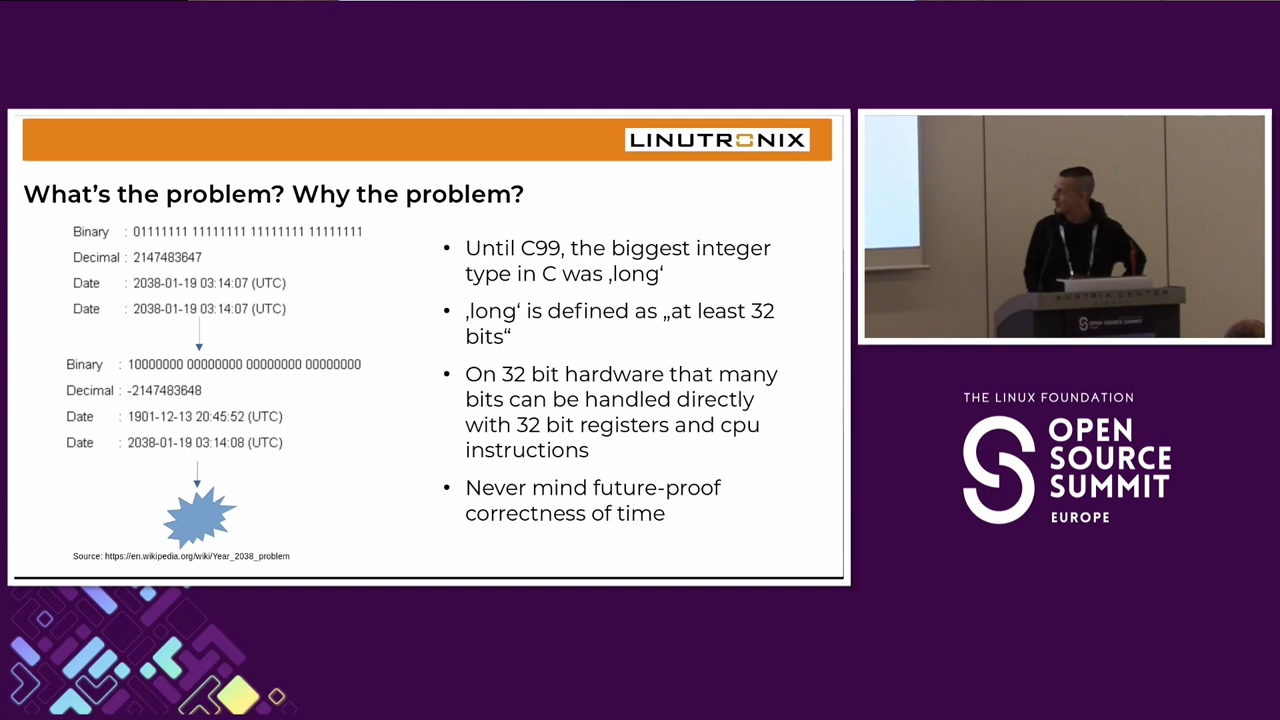 LINUTRONIX
What's the problem? Why the problem?
Binary : 01111111 11111111 11111111 11111111
Decimal : 2147483647
Date : 2038-01-19 03:14:07 (UTC)
Date : 2038-01-19 03:14:07 (UTC)
Binary : 10000000 00000000 00000000 00000000
Decimal : -2147483648
Date : 1901-12-13 20:45:52 (UTC)
Date : 2038-01-19 03:14:08 (UTC)
Source: https://en.wikipedia.org/wiki/Year_2038_problem
• Until C99, the biggest integer
type in C was ‚long‘
• ‚long‘ is defined as „at least 32
bits“
• On 32 bit hardware that many
bits can be handled directly
with 32 bit registers and cpu
instructions
• Never mind future-proof
correctness of time
AUSTRIA CENTER
OPEN SOURCE SUMMIT
THE LINUX FOUNDATION
OPEN
SOURCE
SUMMIT
EUROPE